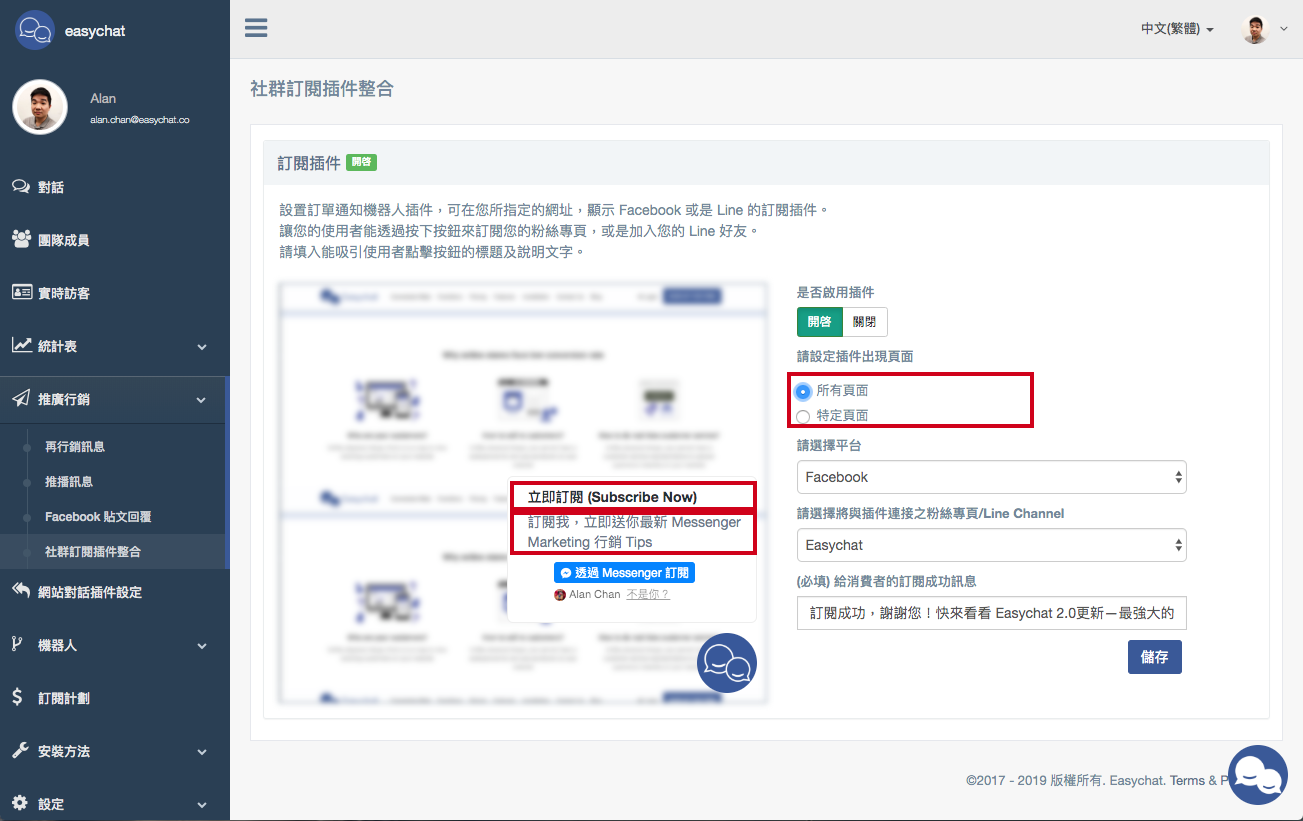 easychat
中文(繁體)
Alan
alan.chan@easychat.co
對話
團隊成員
實時訪客
統計表
推廣行銷
再行銷訊息
推播訊息
Facebook 貼文回覆
社群訂閱插件整合
網站對話插件設定
機器人
訂閱計劃
安裝方法
設定
社群訂閱插件整合
訂閱插件 開啓
設置訂單通知機器人插件，可在您所指定的網址，顯示 Facebook 或是 Line 的訂閱插件。
讓您的使用者能透過按下按鈕來訂閱您的粉絲專頁，或是加入您的 Line 好友。
請填入能吸引使用者點擊按鈕的標題及說明文字。
立即訂閱 (Subscribe Now)
訂閱我，立即送你最新 Messenger
Marketing 行銷 Tips
透過 Messenger 訂閱
Alan Chan 不是你？
是否啟用插件
開啓 關閉
請設定插件出現頁面
所有頁面
特定頁面
請選擇平台
Facebook
請選擇將與插件連接之粉絲專頁/Line Channel
Easychat
(必填) 給消費者的訂閱成功訊息
訂閱成功，謝謝您！快來看看 Easychat 2.0更新－最強大的
儲存
©2017 - 2019 版權所有. Easychat. Terms & P